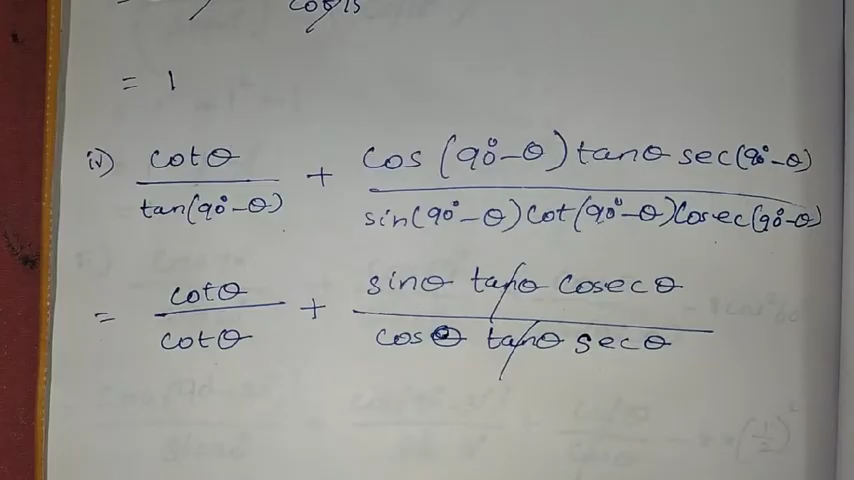 = 1
iv) cotθ/tan(90°-θ) + cos(90°-θ)tanθ sec(90°-θ)/sin(90°-θ)cot(90°-θ)Cosec(90°-θ)
= cotθ/cotθ + sinθ tanθ cosecθ/cosθ tanθ secθ